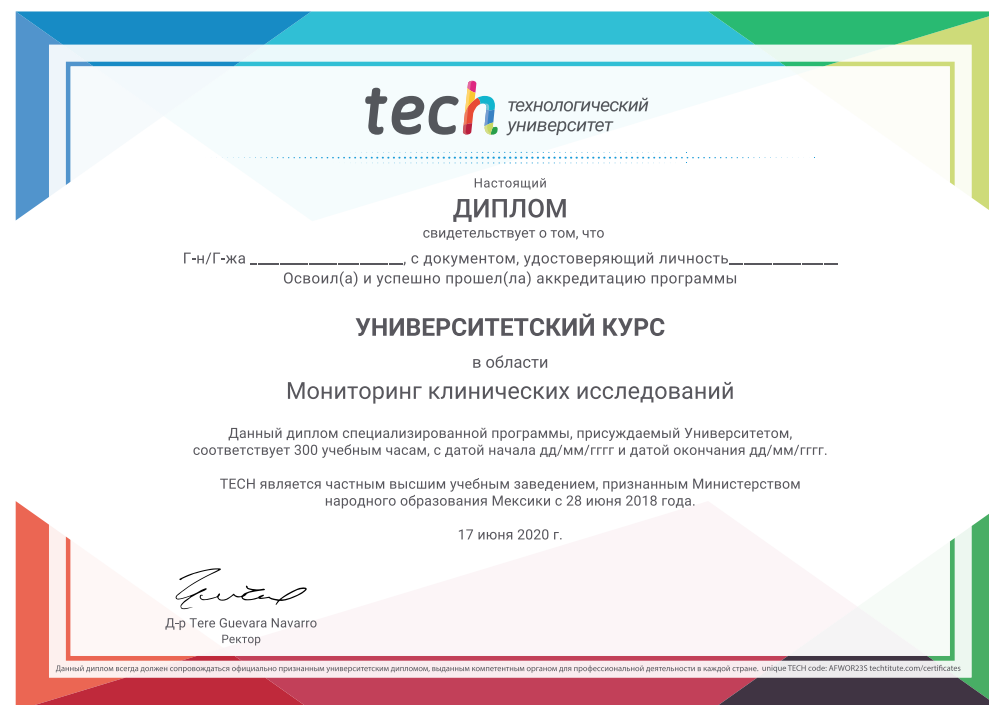 tech технологический
университет
Настоящий
ДИПЛОМ
свидетельствует о том, что
Г-н/Г-жа ____________________, с документом, удостоверяющий личность______________
Освоил(а) и успешно прошел(ла) аккредитацию программы
УНИВЕРСИТЕТСКИЙ КУРС
в области
Мониторинг клинических исследований
Данный диплом специализированной программы, присуждаемый Университетом,
соответствует 300 учебным часам, с датой начала дд/мм/гггг и датой окончания дд/мм/гггг.
TECH является частным высшим учебным заведением, признанным Министерством
народного образования Мексики с 28 июня 2018 года.
17 июня 2020 г.
Д-р Tere Guevara Navarro
Ректор
Данный диплом всегда должен сопровождаться официально признанным университетским дипломом, выданным компетентным органом для профессиональной деятельности в каждой стране. unique TECH code: AFWOR23S techtitute.com/certificates